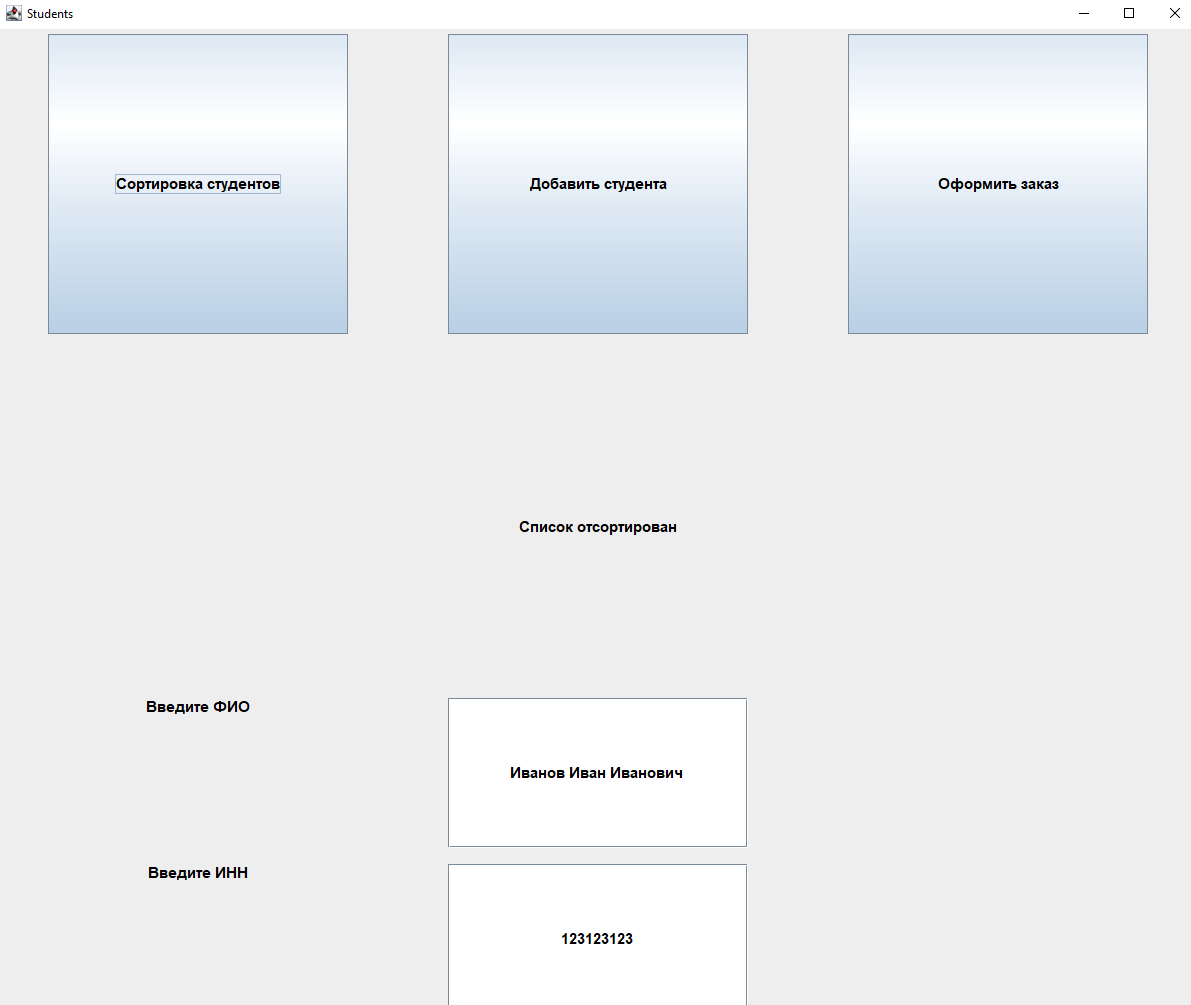 Students
Сортировка студентов
Добавить студента
Оформить заказ
Список отсортирован
Введите ФИО
Иванов Иван Иванович
Введите ИНН
123123123